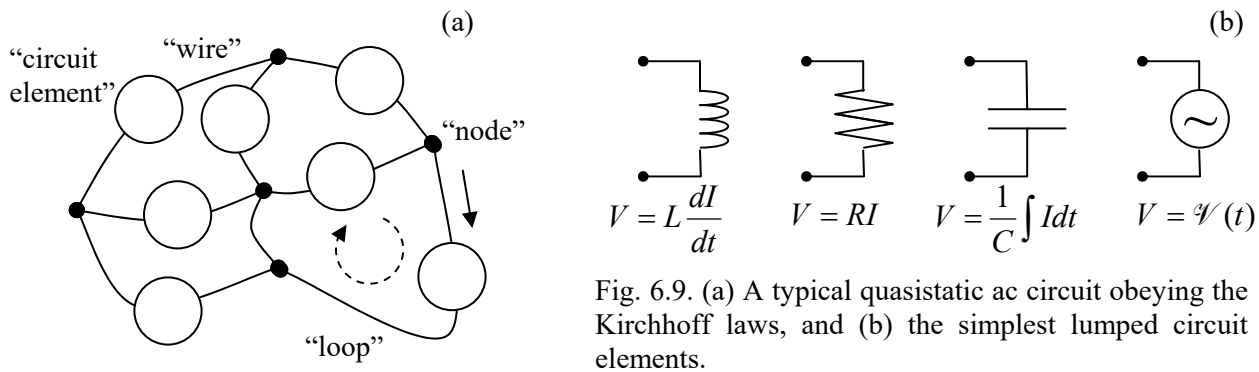 (a)
“wire”
“circuit
element”
“node”
“loop”
(b)
V = L dI/dt
V = RI
V = 1/C ∫ Idt
V = 𝒱(t)
~
Fig. 6.9. (a) A typical quasistatic ac circuit obeying the
Kirchhoff laws, and (b) the simplest lumped circuit
elements.